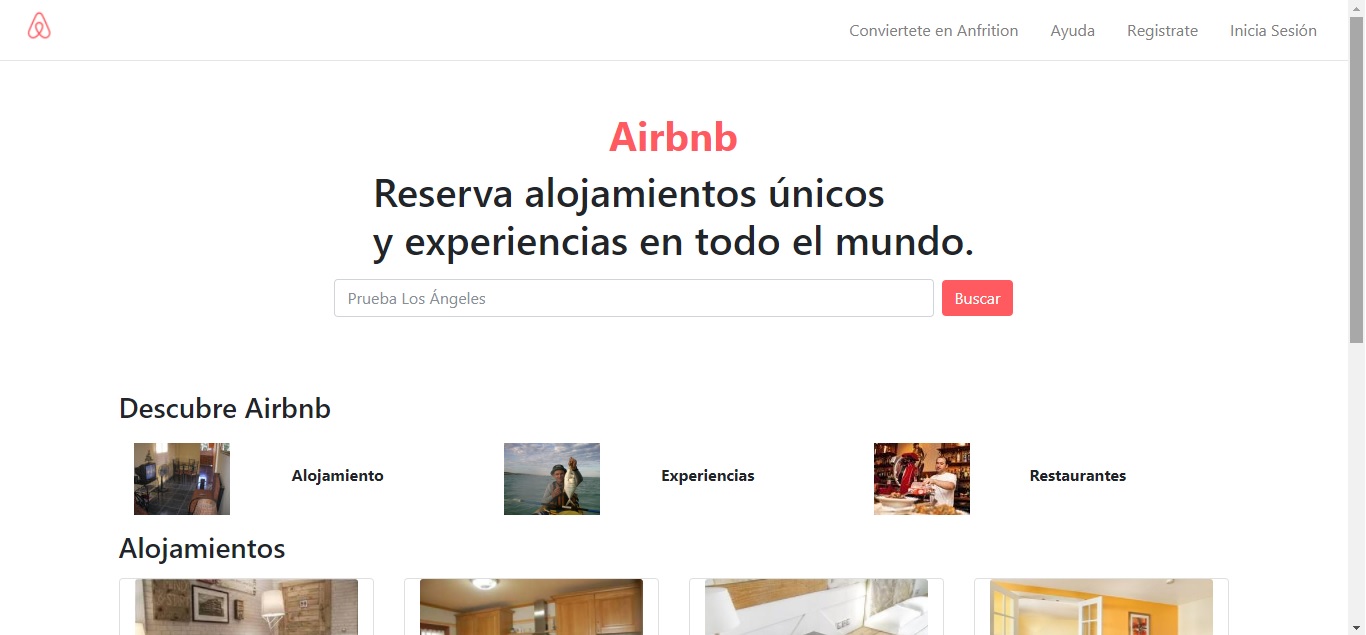 Conviertete en Anfrition Ayuda Registrate Inicia Sesión
Airbnb
Reserva alojamientos únicos
y experiencias en todo el mundo.
Prueba Los Ángeles Buscar
Descubre Airbnb
Alojamiento Experiencias Restaurantes
Alojamientos